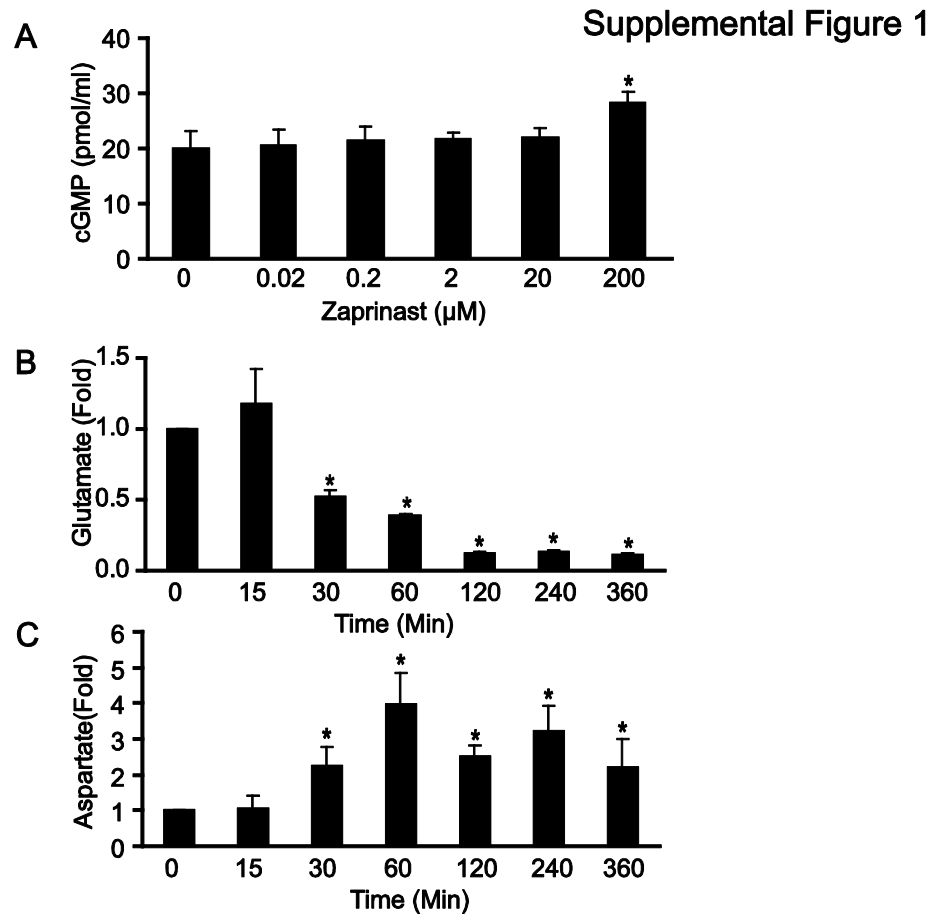 Supplemental Figure 1
A
cGMP (pmol/ml)
40
30
20
10
0
*
0 0.02 0.2 2 20 200
Zaprinast (µM)
B
Glutamate (Fold)
1.5
1.0
0.5
0.0
* * * * *
0 15 30 60 120 240 360
Time (Min)
C
Aspartate(Fold)
6
5
4
3
2
1
0
* * * * *
0 15 30 60 120 240 360
Time (Min)